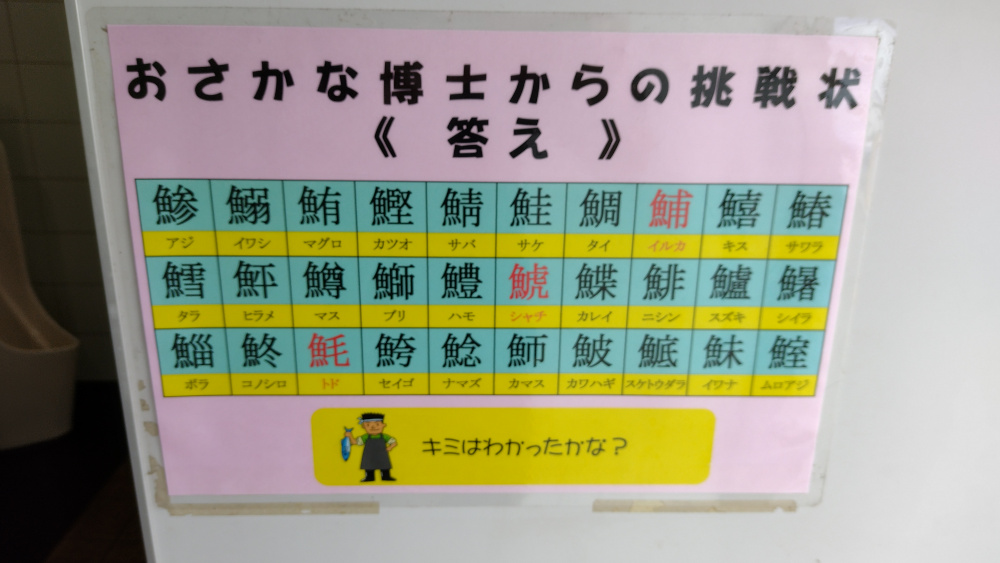 おさかな博士からの挑戦状
《 答え 》
鯵 鰯 鮪 鰹 鯖 鮭 鯛 鯆 鱚 鰆
アジ イワシ マグロ カツオ サバ サケ タイ イルカ キス サワラ
鱈 鮃 鱒 鰤 鱧 鯱 鰈 鯡 鱸 鱰
タラ ヒラメ マス ブリ ハモ シャチ カレイ ニシン スズキ シイラ
鯔 鮗 魹 鮬 鯰 魳 鮍 鯳 鮇 鰘
ボラ コノシロ トド セイゴ ナマズ カマス カワハギ スケトウダラ イワナ ムロアジ
キミはわかったかな？